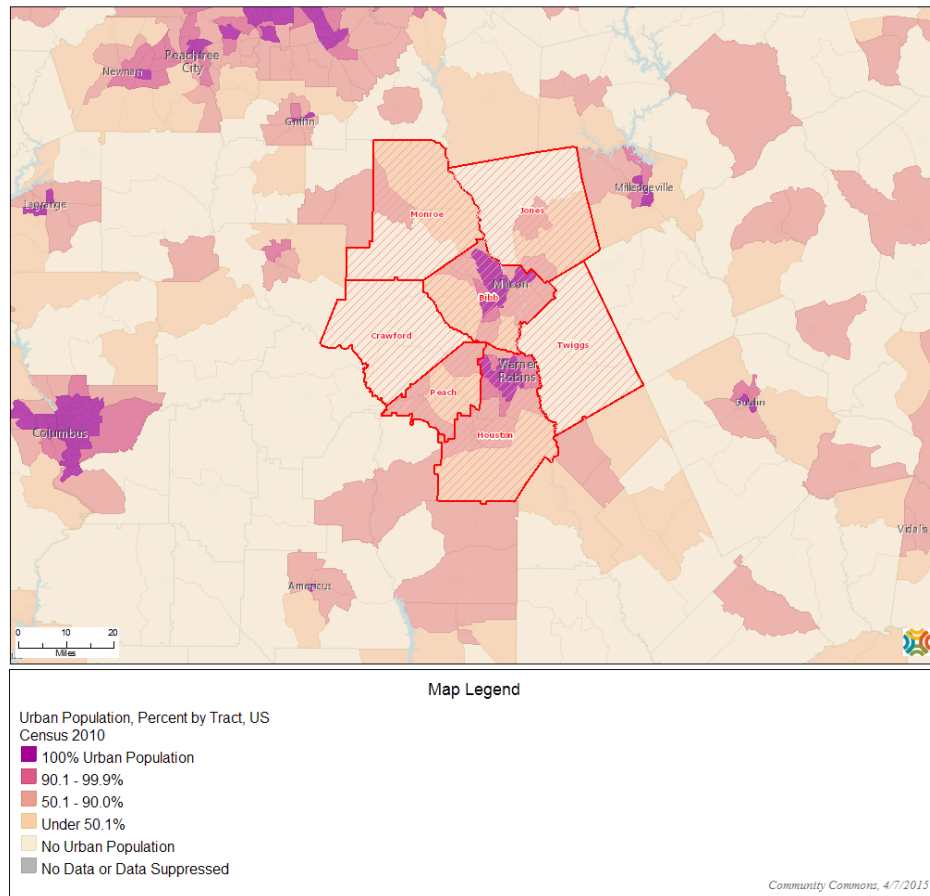 Peachtree
City
Newnan
Griffin
Lagrange
Milledgeville
Monroe
Jones
Macon
Bibb
Crawford
Twiggs
Warner
Robins
Peach
Columbus
Houston
Dublin
Vidalia
Americus
0 10 20
Miles
Map Legend
Urban Population, Percent by Tract, US
Census 2010
100% Urban Population
90.1 - 99.9%
50.1 - 90.0%
Under 50.1%
No Urban Population
No Data or Data Suppressed
Community Commons, 4/7/2015